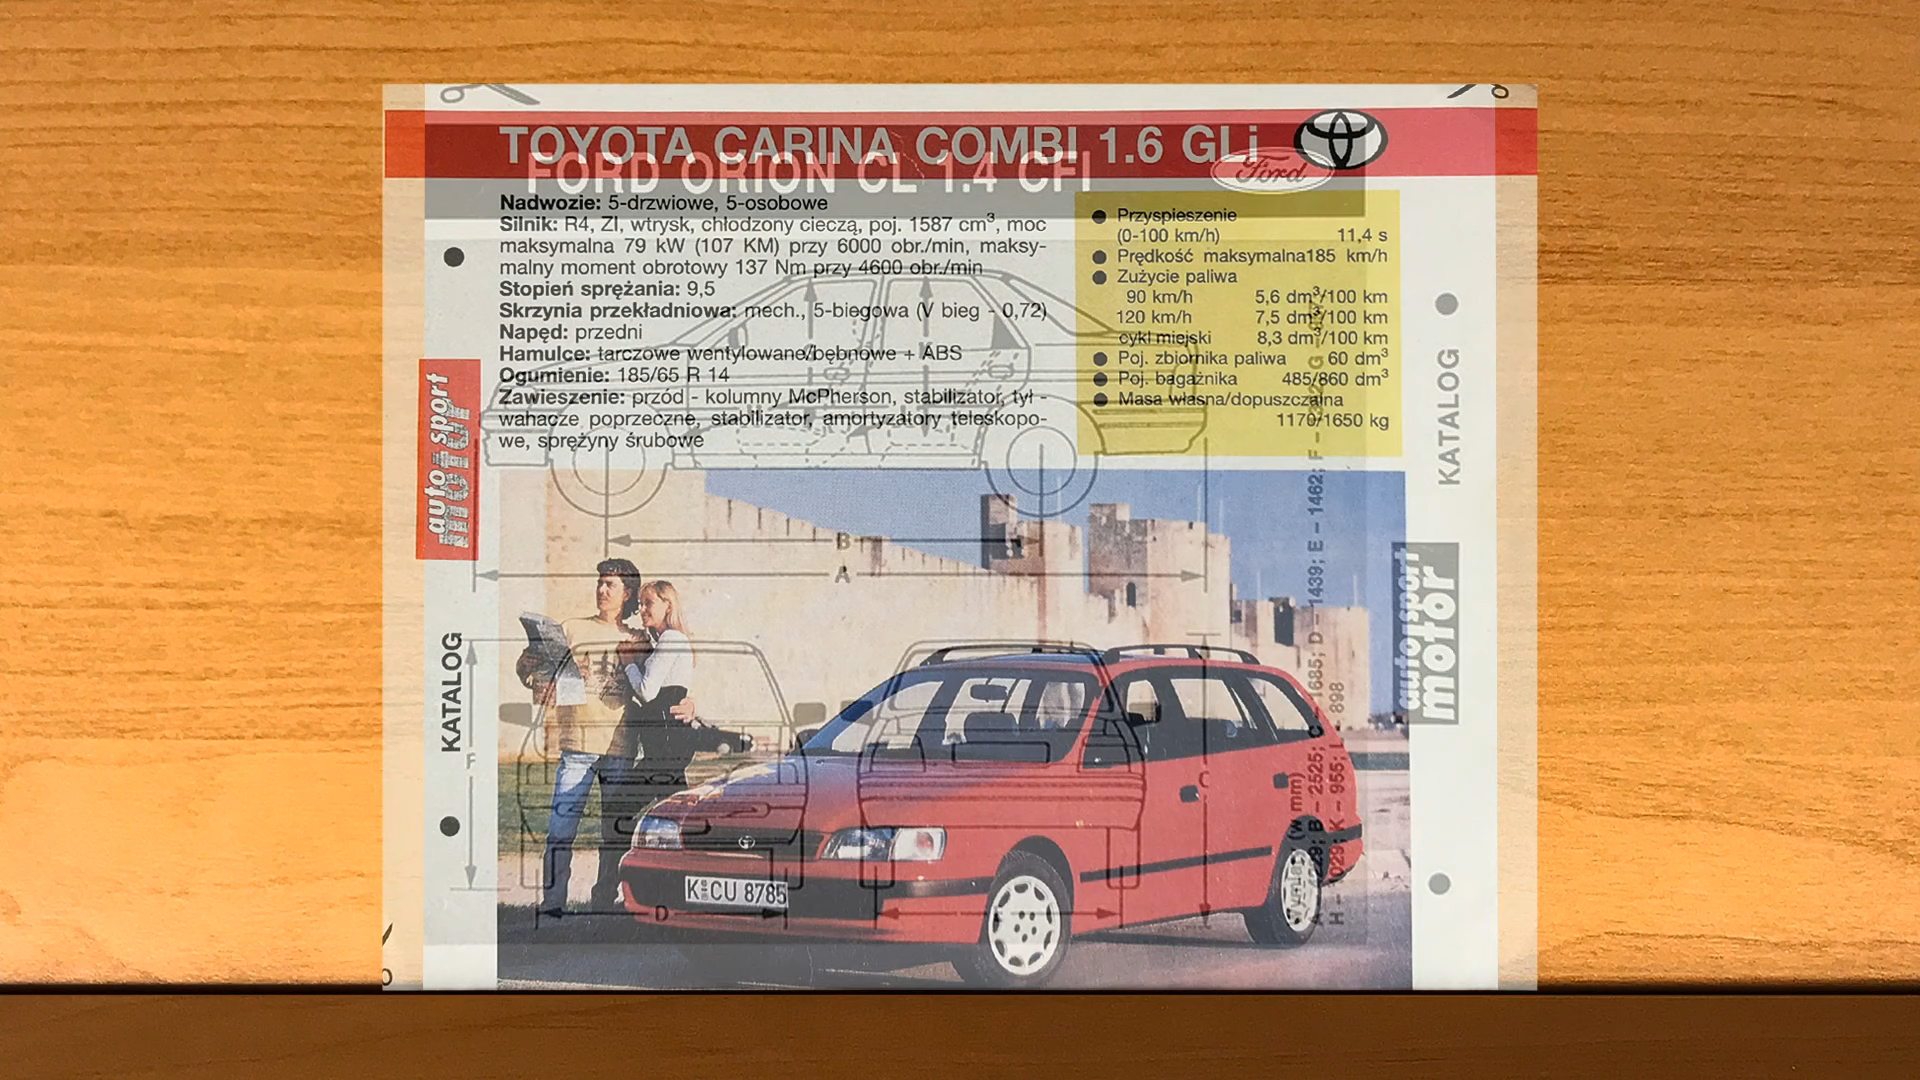 TOYOTA CARINA COMBI 1.6 GLi
FORD ORION CL 1.4 CFI
Ford
Nadwozie: 5-drzwiowe, 5-osobowe
Silnik: R4, ZI, wtrysk, chłodzony cieczą, poj. 1587 cm³, moc
maksymalna 79 kW (107 KM) przy 6000 obr./min, maksy-
malny moment obrotowy 137 Nm przy 4600 obr./min
Stopień sprężania: 9,5
Skrzynia przekładniowa: mech., 5-biegowa (V bieg - 0,72)
Napęd: przedni
Hamulce: tarczowe wentylowane/bębnowe + ABS
Ogumienie: 185/65 R 14
Zawieszenie: przód - kolumny McPherson, stabilizator, tył -
wahacze poprzeczne, stabilizator, amortyzatory teleskopo-
we, sprężyny śrubowe
Przyspieszenie
(0-100 km/h) 11,4 s
Prędkość maksymalna185 km/h
Zużycie paliwa
90 km/h 5,6 dm³/100 km
120 km/h 7,5 dm³/100 km
cykl miejski 8,3 dm³/100 km
Poj. zbiornika paliwa 60 dm³
Poj. bagażnika 485/860 dm³
Masa własna/dopuszczalna
1170/1650 kg
auto sport
motor
KATALOG
KATALOG
auto sport
motor
B
A
F
C
D
K CU 8785
(w mm)
B – 2525; C – 1685; D – 1439; E – 1462; F –
K – 955; – 898